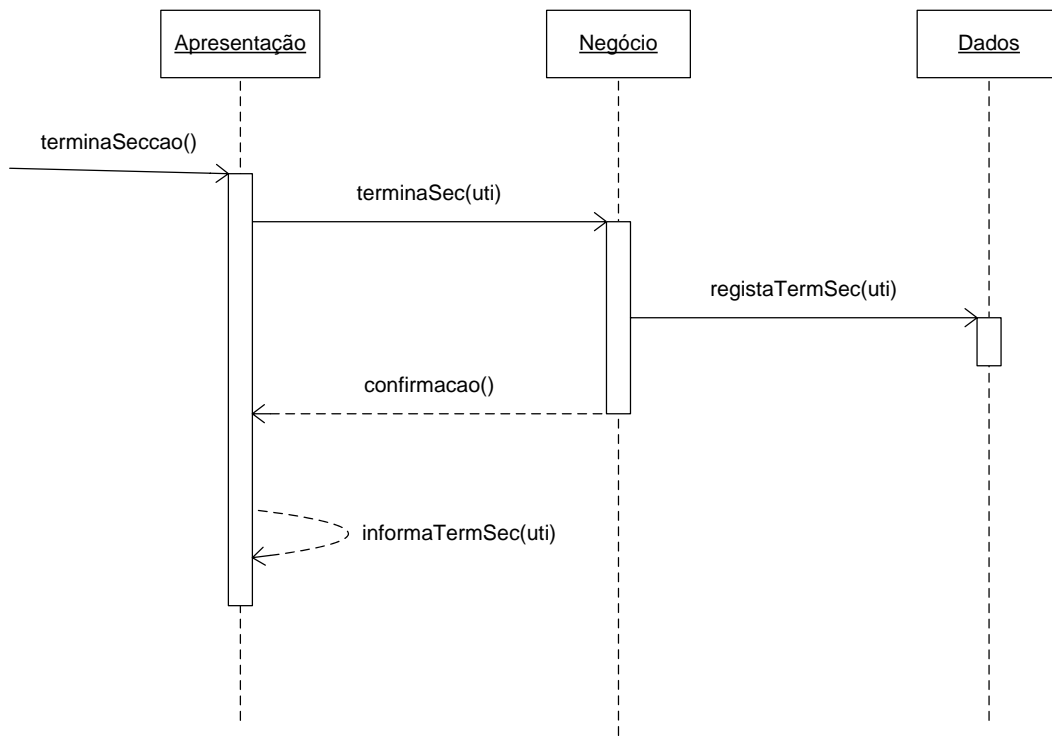 Apresentação
Negócio
Dados
terminaSeccao()
terminaSec(uti)
registaTermSec(uti)
confirmacao()
informaTermSec(uti)